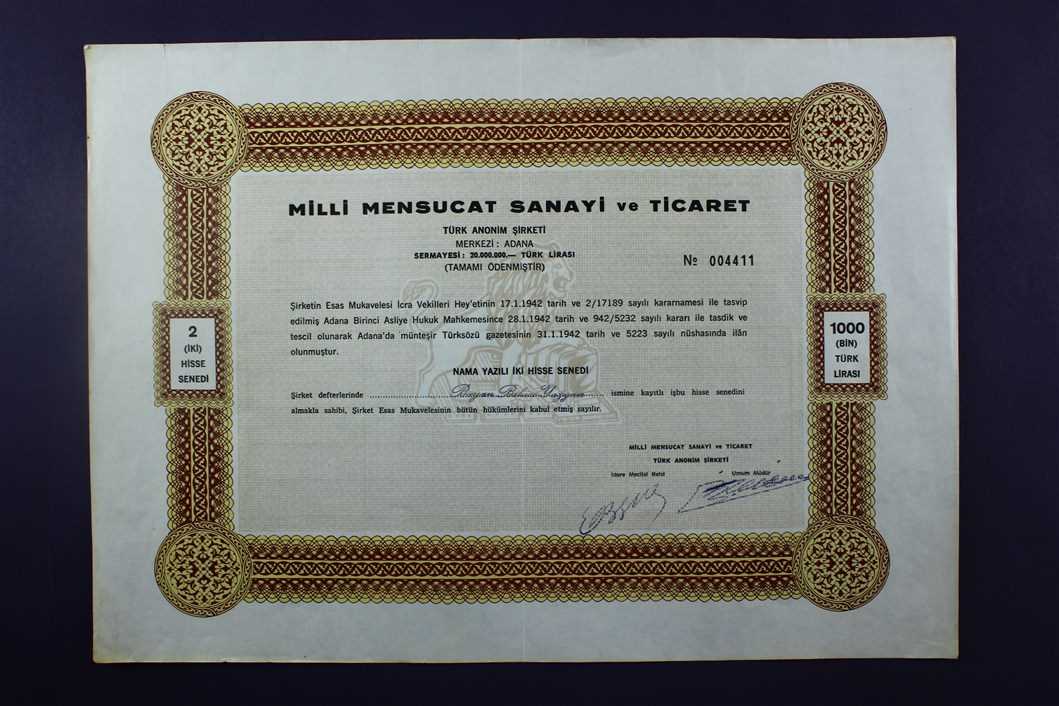 MİLLİ MENSUCAT SANAYİ ve TİCARET
TÜRK ANONİM ŞİRKETİ
MERKEZİ : ADANA
SERMAYESİ : 20.000.000.— TÜRK LİRASI
(TAMAMI ÖDENMİŞTİR)
№ 004411
Şirketin Esas Mukavelesi İcra Vekilleri Hey'etinin 17.1.1942 tarih ve 2/17189 sayılı kararnamesi ile tasvip
edilmiş Adana Birinci Asliye Hukuk Mahkemesince 28.1.1942 tarih ve 942/5232 sayılı kararı ile tasdik ve
tescil olunarak Adana'da münteşir Türksözü gazetesinin 31.1.1942 tarih ve 5223 sayılı nüshasında ilân
olunmuştur.
2
(İKİ)
HİSSE
SENEDİ
1000
(BİN)
TÜRK
LİRASI
NAMA YAZILI İKİ HİSSE SENEDİ
Şirket defterlerinde Bayan ismine kayıtlı işbu hisse senedini
almakla sahibi, Şirket Esas Mukavelesinin bütün hükümlerini kabul etmiş sayılır.
MİLLİ MENSUCAT SANAYİ ve TİCARET
TÜRK ANONİM ŞİRKETİ
İdare Meclisi Reisi Umum Müdür